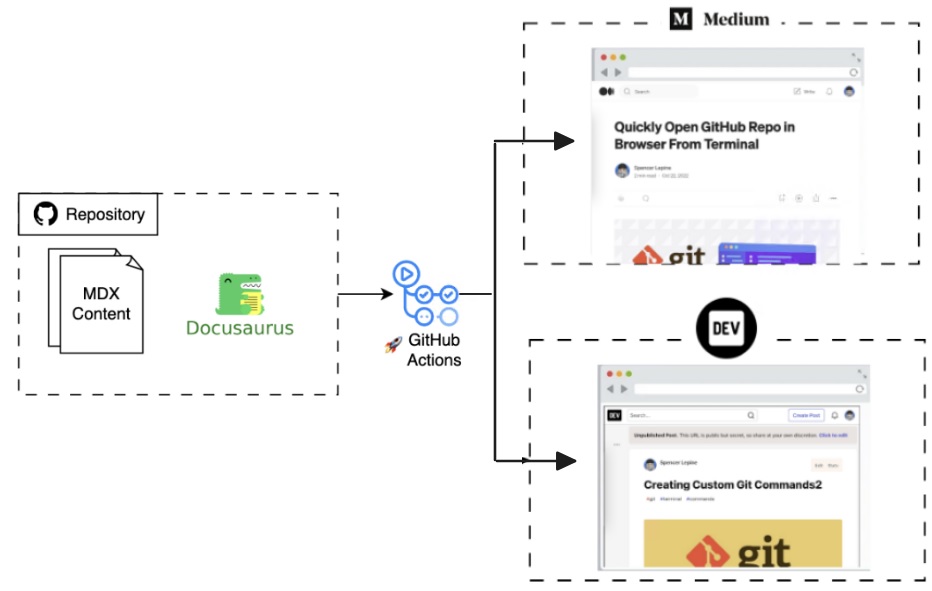 Medium
Search
Write
Quickly Open GitHub Repo in
Browser From Terminal
Spencer Lepine
2 min read · Oct 22, 2022
git
Repository
MDX
Content
Docusaurus
GitHub
Actions
DEV
DEV
Search...
Create Post
Unpublished Post. This URL is public but secret, so share at your own discretion. Click to edit
Spencer Lepine
Edit
Creating Custom Git Commands2
#git #terminal #commands
git